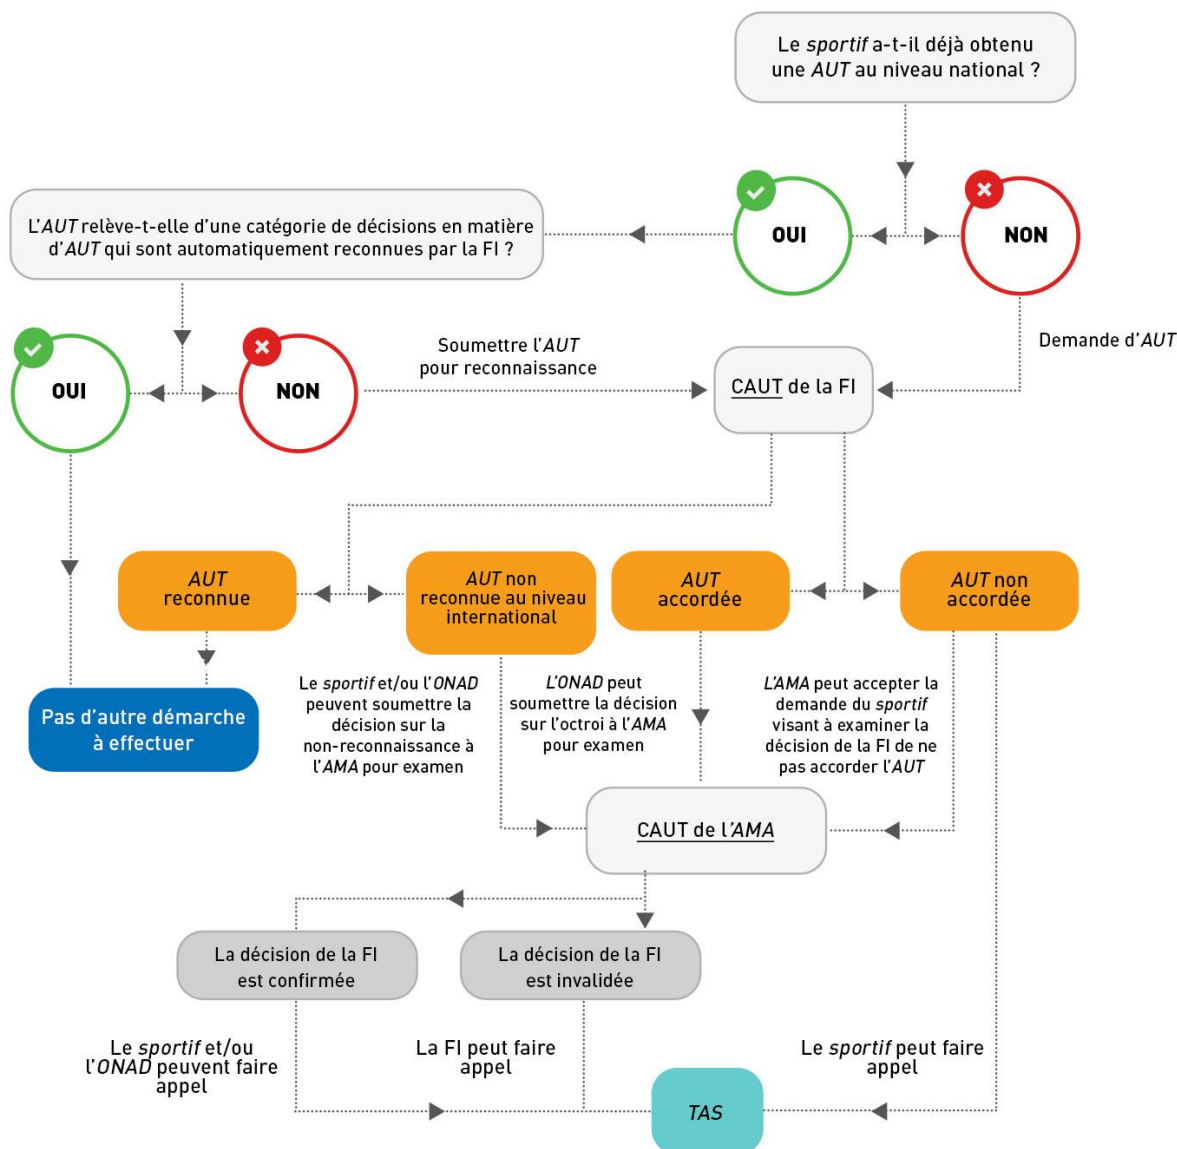 Le sportif a-t-il déjà obtenu
une AUT au niveau national ?
L'AUT relève-t-elle d'une catégorie de décisions en matière
d'AUT qui sont automatiquement reconnues par la FI ?
OUI
NON
OUI
NON
Soumettre l'AUT
pour reconnaissance
Demande d'AUT
CAUT de la FI
AUT
reconnue
AUT non
reconnue au niveau
international
AUT
accordée
AUT non
accordée
Pas d'autre démarche
à effectuer
Le sportif et/ou l'ONAD
peuvent soumettre la
décision sur la
non-reconnaissance à
l'AMA pour examen
L'ONAD peut
soumettre la décision
sur l'octroi à l'AMA
pour examen
L'AMA peut accepter la
demande du sportif
visant à examiner la
décision de la FI de ne
pas accorder l'AUT
CAUT de l'AMA
La décision de la FI
est confirmée
La décision de la FI
est invalidée
Le sportif et/ou
l'ONAD peuvent faire
appel
La FI peut faire
appel
Le sportif peut faire
appel
TAS